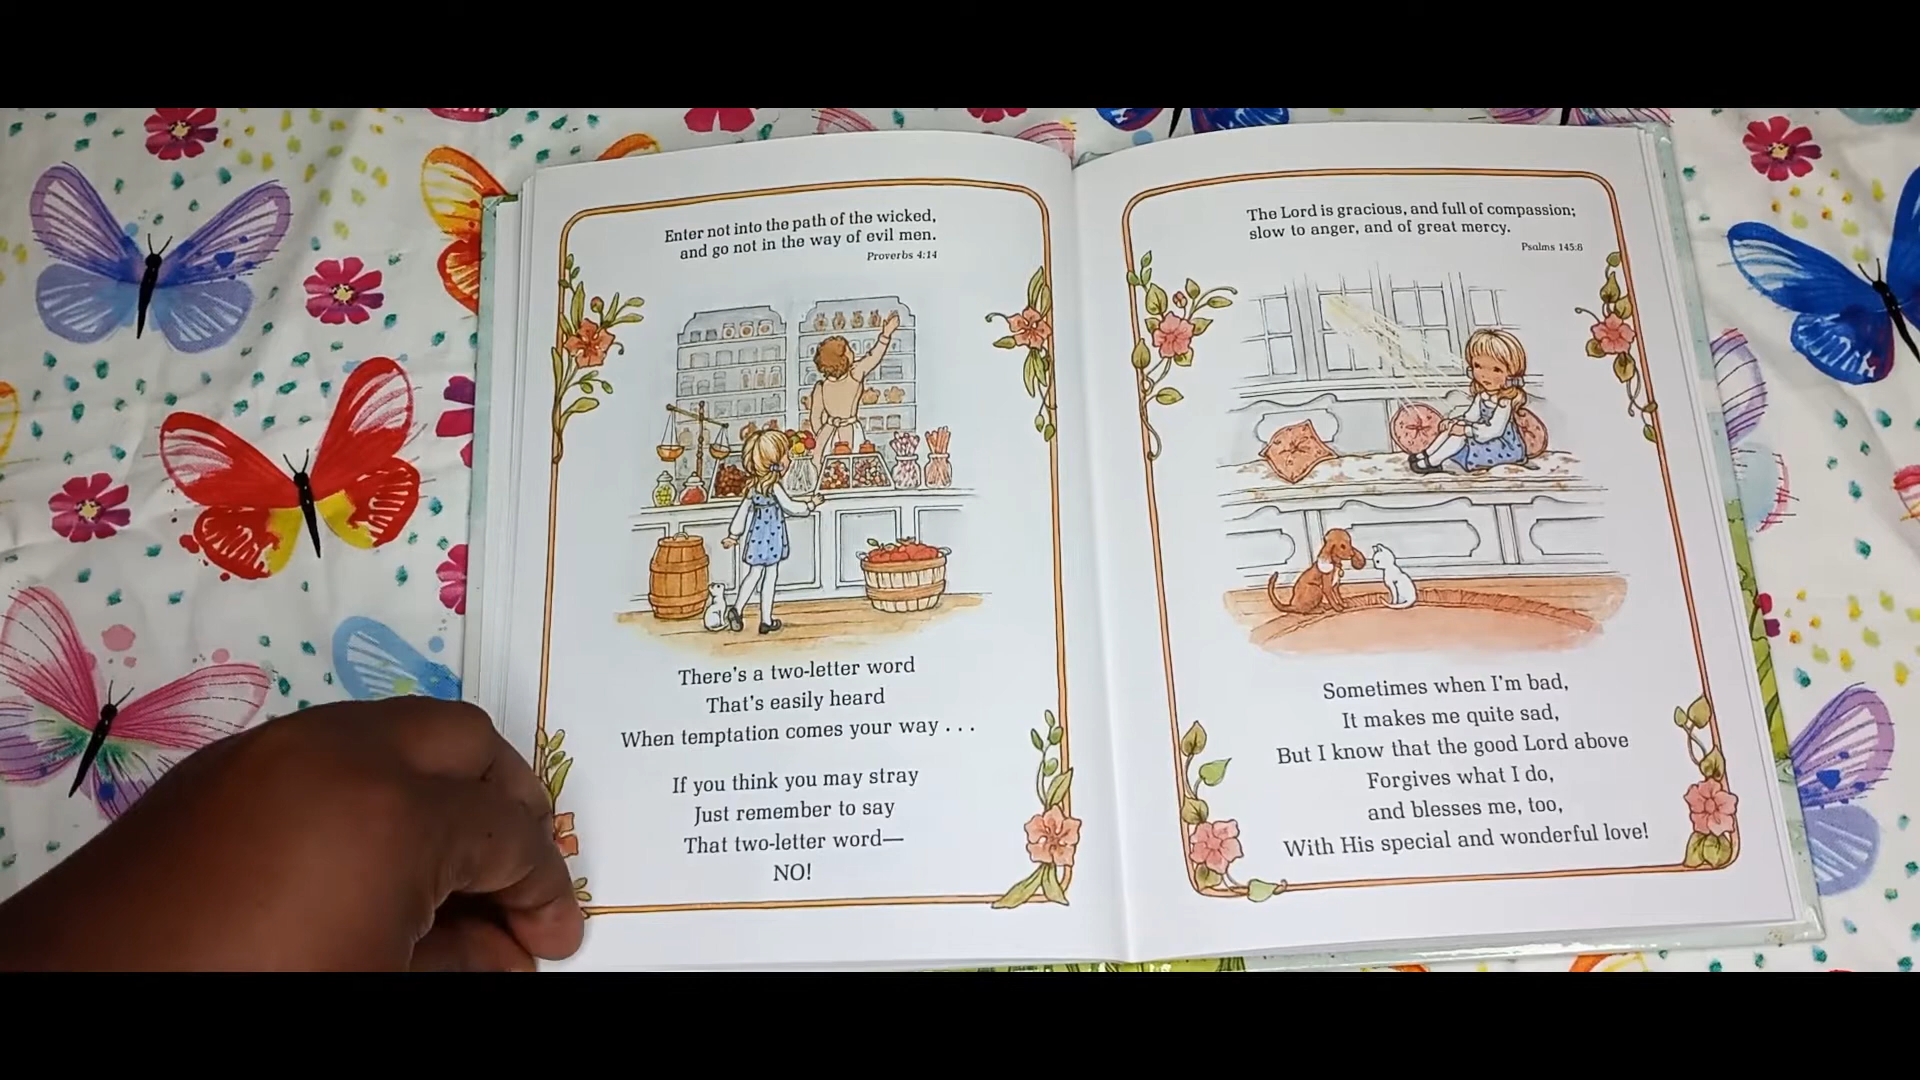 Enter not into the path of the wicked,
and go not in the way of evil men.
Proverbs 4:14
There's a two-letter word
That's easily heard
When temptation comes your way . . .
If you think you may stray
Just remember to say
That two-letter word—
NO!
The Lord is gracious, and full of compassion;
slow to anger, and of great mercy.
Psalms 145:8
Sometimes when I'm bad,
It makes me quite sad,
But I know that the good Lord above
Forgives what I do,
and blesses me, too,
With His special and wonderful love!